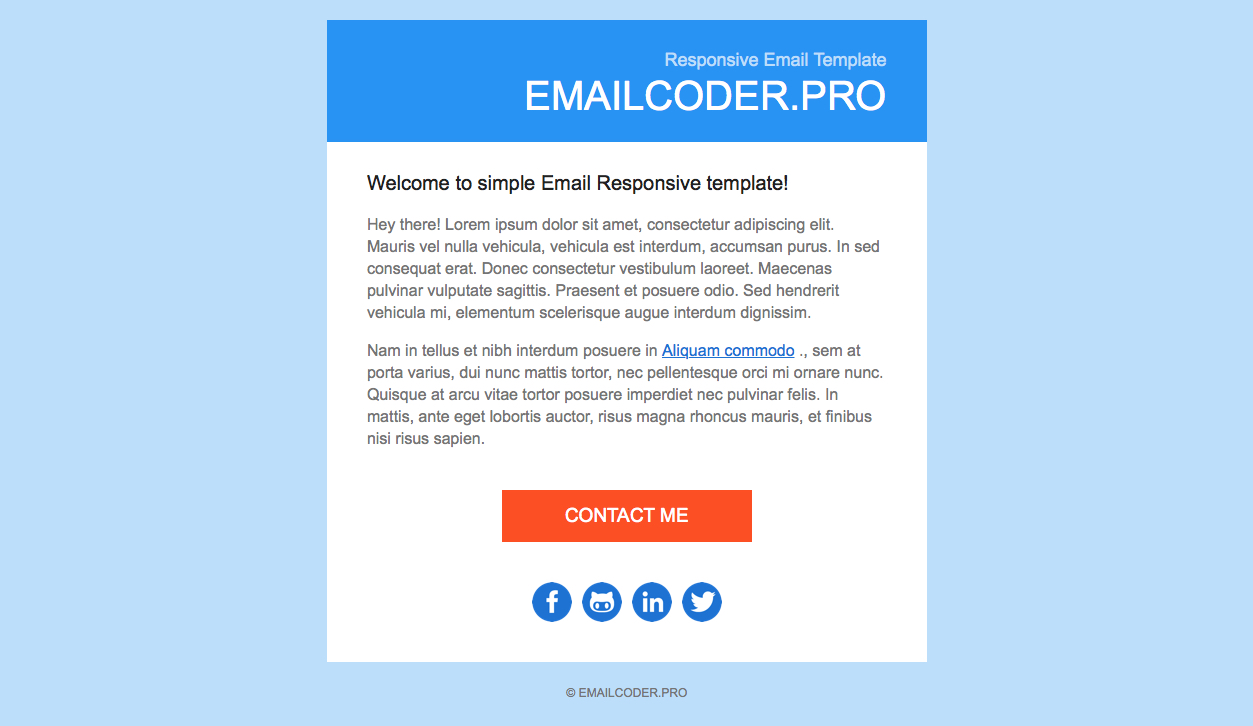 Responsive Email Template
EMAILCODER.PRO
Welcome to simple Email Responsive template!
Hey there! Lorem ipsum dolor sit amet, consectetur adipiscing elit.
Mauris vel nulla vehicula, vehicula est interdum, accumsan purus. In sed
consequat erat. Donec consectetur vestibulum laoreet. Maecenas
pulvinar vulputate sagittis. Praesent et posuere odio. Sed hendrerit
vehicula mi, elementum scelerisque augue interdum dignissim.
Nam in tellus et nibh interdum posuere in Aliquam commodo ., sem at
porta varius, dui nunc mattis tortor, nec pellentesque orci mi ornare nunc.
Quisque at arcu vitae tortor posuere imperdiet nec pulvinar felis. In
mattis, ante eget lobortis auctor, risus magna rhoncus mauris, et finibus
nisi risus sapien.
CONTACT ME
f
in
© EMAILCODER.PRO